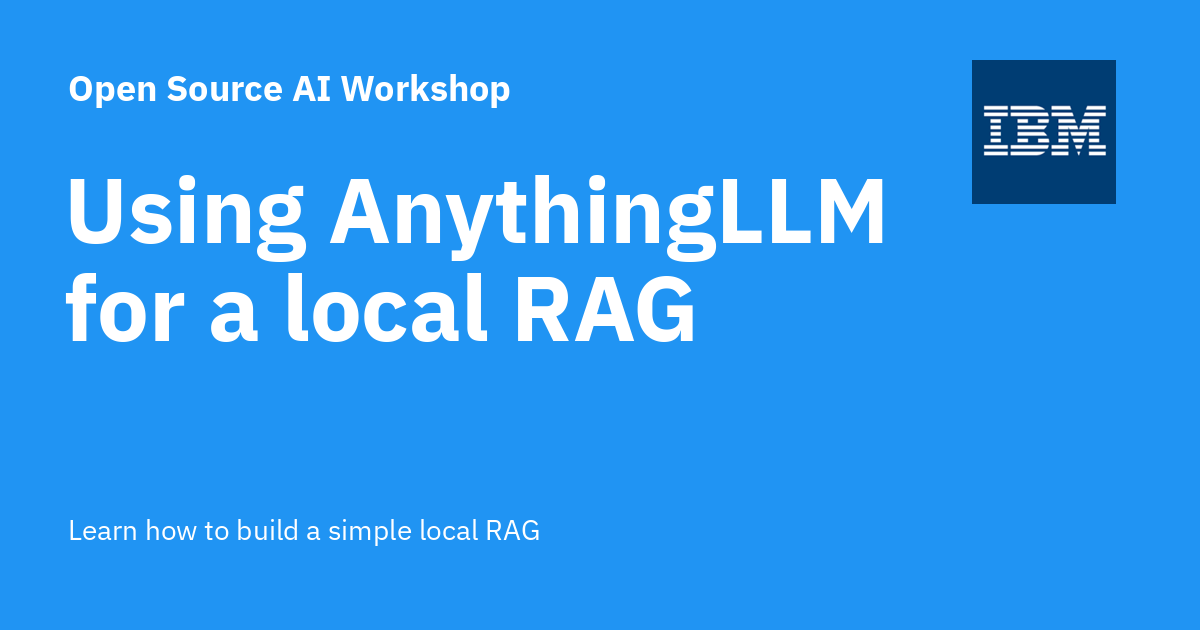 Open Source AI Workshop
IBM
Using AnythingLLM
for a local RAG
Learn how to build a simple local RAG